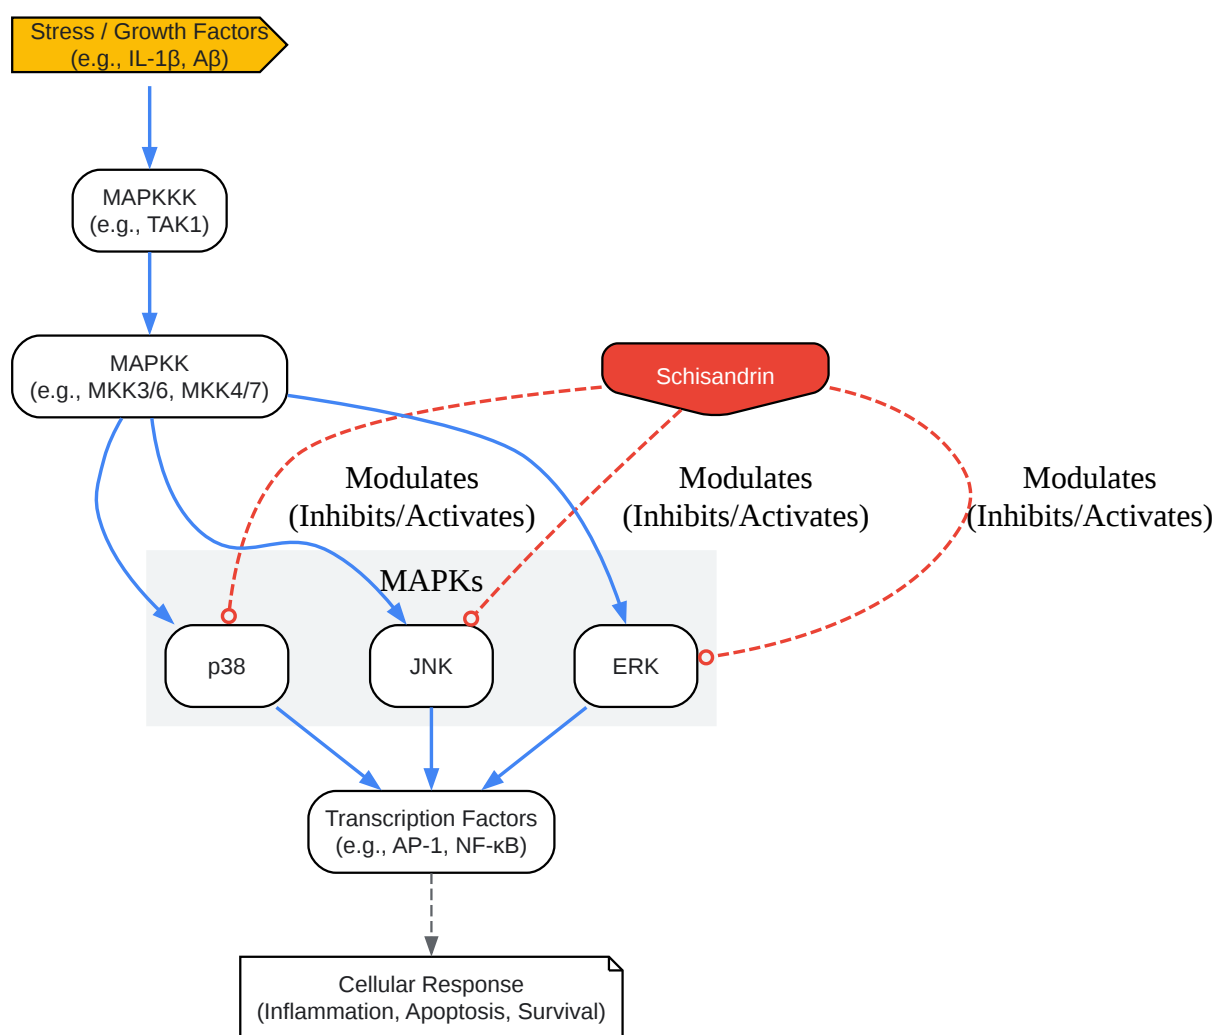 Stress / Growth Factors
(e.g., IL-1β, Aβ)
MAPKKK
(e.g., TAK1)
MAPKK
(e.g., MKK3/6, MKK4/7)
Schisandrin
Modulates
(Inhibits/Activates)
Modulates
(Inhibits/Activates)
Modulates
(Inhibits/Activates)
MAPKs
p38
JNK
ERK
Transcription Factors
(e.g., AP-1, NF-κB)
Cellular Response
(Inflammation, Apoptosis, Survival)